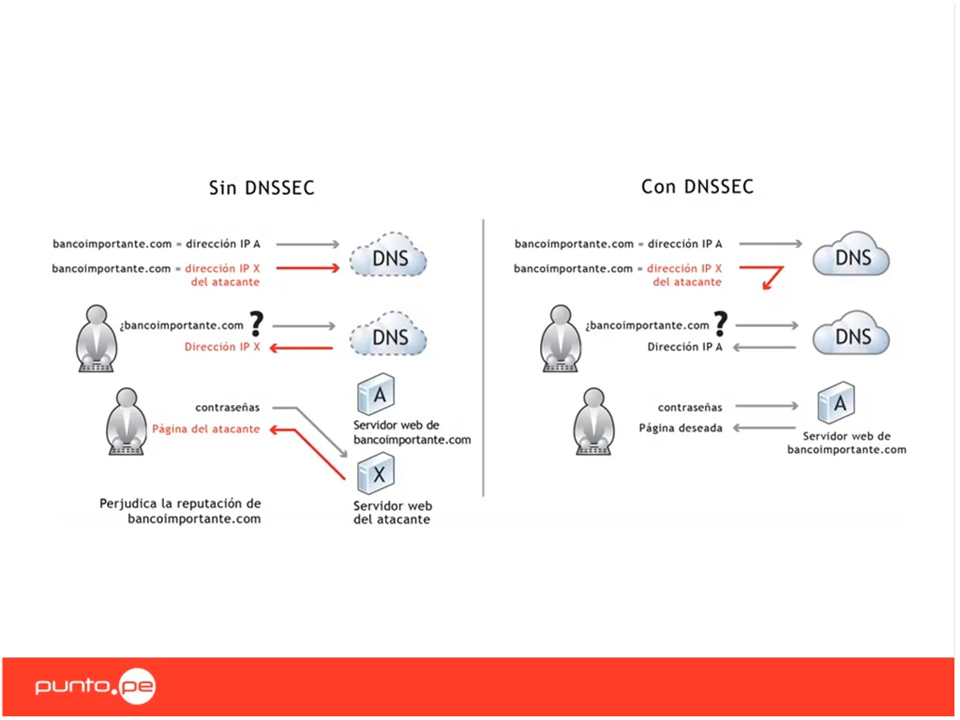 Sin DNSSEC
bancoimportante.com = dirección IP A
DNS
bancoimportante.com = dirección IP X
del atacante
¿bancoimportante.com ?
DNS
Dirección IP X
contraseñas
A
Página del atacante
Servidor web de
bancoimportante.com
X
Servidor web
del atacante
Perjudica la reputación de
bancoimportante.com
Con DNSSEC
bancoimportante.com = dirección IP A
DNS
bancoimportante.com = dirección IP X
del atacante
¿bancoimportante.com ?
DNS
Dirección IP A
contraseñas
A
Página deseada
Servidor web de
bancoimportante.com
punto.pe